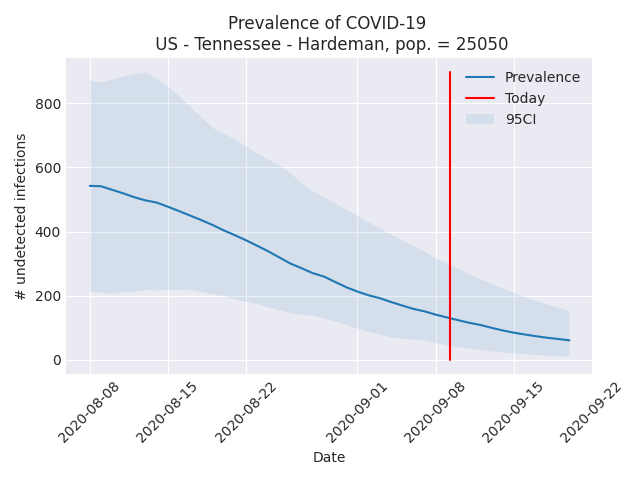 Prevalence of COVID-19
US - Tennessee - Hardeman, pop. = 25050
Prevalence
Today
95CI
# undetected infections
800
600
400
200
0
2020-08-08
2020-08-15
2020-08-22
2020-09-01
2020-09-08
2020-09-15
2020-09-22
Date